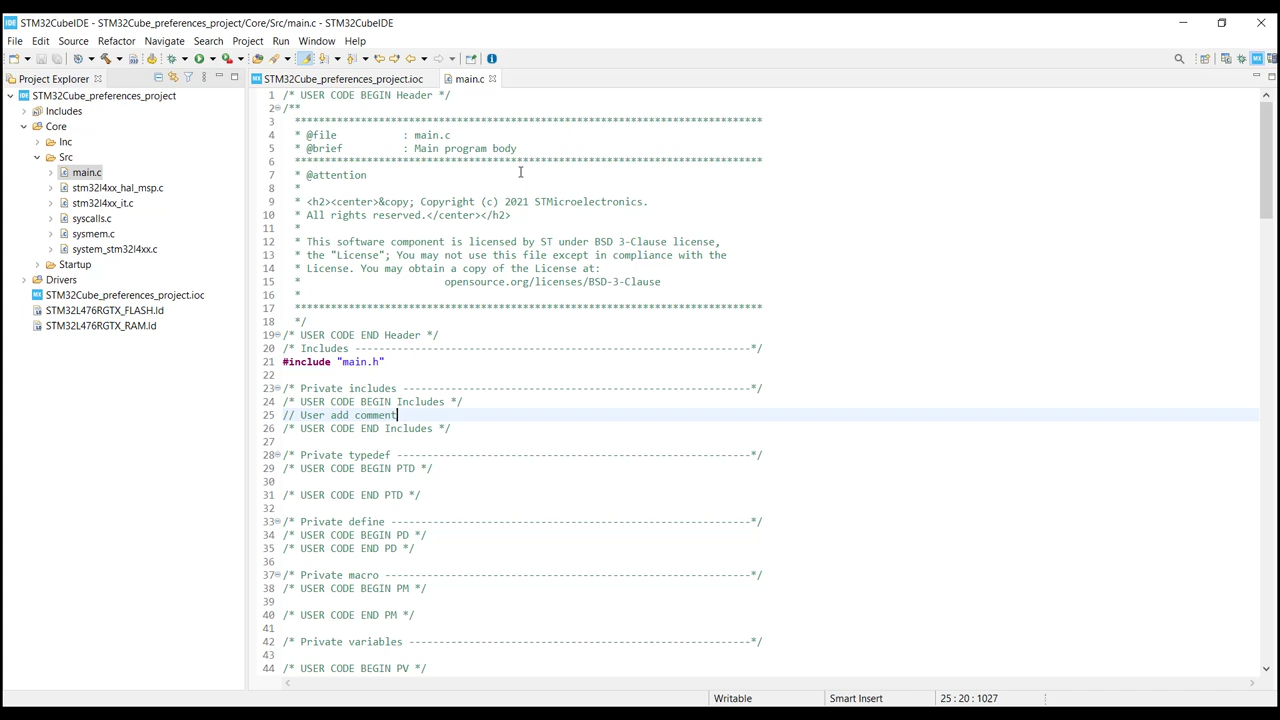 IDE STM32CubeIDE - STM32Cube_preferences_project/Core/Src/main.c - STM32CubeIDE
File Edit Source Refactor Navigate Search Project Run Window Help
Project Explorer
STM32Cube_preferences_project
Includes
Core
Inc
Src
main.c
stm32l4xx_hal_msp.c
stm32l4xx_it.c
syscalls.c
sysmem.c
system_stm32l4xx.c
Startup
Drivers
STM32Cube_preferences_project.ioc
STM32L476RGTX_FLASH.ld
STM32L476RGTX_RAM.ld
MX STM32Cube_preferences_project.ioc main.c
1 /* USER CODE BEGIN Header */
2 /**
3 ******************************************************************************
4 * @file : main.c
5 * @brief : Main program body
6 ******************************************************************************
7 * @attention
8 *
9 * <h2><center>&copy; Copyright (c) 2021 STMicroelectronics.
10 * All rights reserved.</center></h2>
11 *
12 * This software component is licensed by ST under BSD 3-Clause license,
13 * the "License"; You may not use this file except in compliance with the
14 * License. You may obtain a copy of the License at:
15 * opensource.org/licenses/BSD-3-Clause
16 *
17 ******************************************************************************
18 */
19 /* USER CODE END Header */
20 /* Includes ------------------------------------------------------------------*/
21 #include "main.h"
22
23 /* Private includes ----------------------------------------------------------*/
24 /* USER CODE BEGIN Includes */
25 // User add comment
26 /* USER CODE END Includes */
27
28 /* Private typedef -----------------------------------------------------------*/
29 /* USER CODE BEGIN PTD */
30
31 /* USER CODE END PTD */
32
33 /* Private define ------------------------------------------------------------*/
34 /* USER CODE BEGIN PD */
35 /* USER CODE END PD */
36
37 /* Private macro -------------------------------------------------------------*/
38 /* USER CODE BEGIN PM */
39
40 /* USER CODE END PM */
41
42 /* Private variables ---------------------------------------------------------*/
43
44 /* USER CODE BEGIN PV */
Writable Smart Insert 25 : 20 : 1027